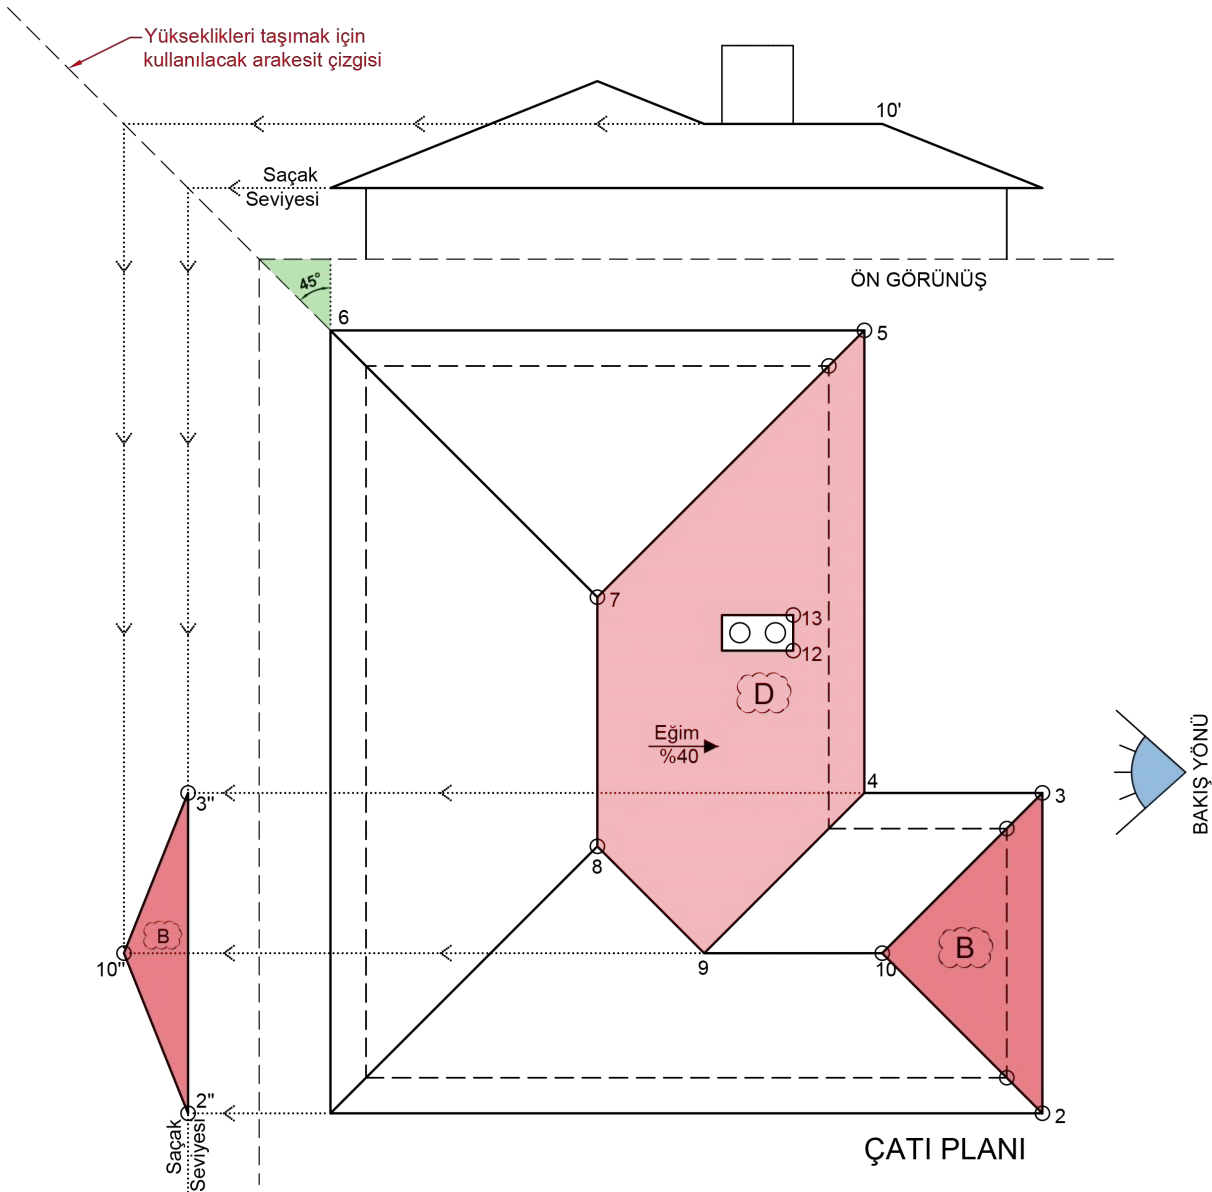 Yükseklikleri taşımak için
kullanılacak arakesit çizgisi
10'
Saçak
Seviyesi
45°
ÖN GÖRÜNÜŞ
6
5
7
13
12
D
Eğim
%40
BAKIŞ YÖNÜ
4
3
3"
8
B
B
10"
9
10
2"
2
Saçak
Seviyesi
ÇATI PLANI